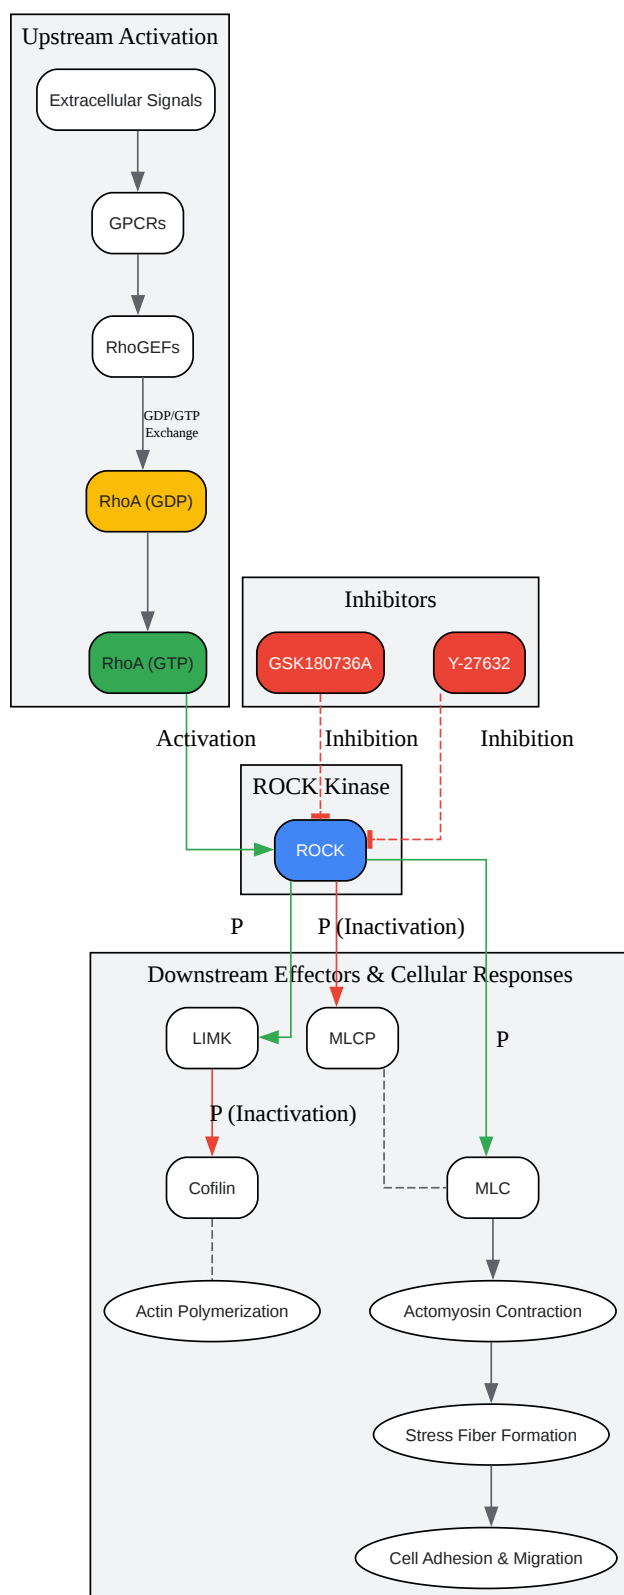 Upstream Activation
Extracellular Signals
GPCRs
RhoGEFs
GDP/GTP
Exchange
RhoA (GDP)
RhoA (GTP)
Inhibitors
GSK180736A
Y-27632
Activation
Inhibition
Inhibition
ROCK Kinase
ROCK
P
P (Inactivation)
Downstream Effectors & Cellular Responses
LIMK
MLCP
P
P (Inactivation)
Cofilin
MLC
Actin Polymerization
Actomyosin Contraction
Stress Fiber Formation
Cell Adhesion & Migration